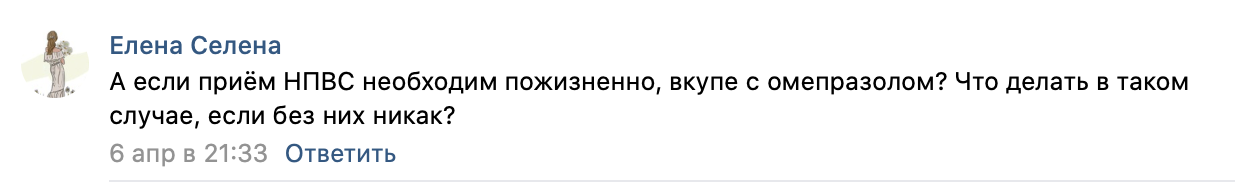 Елена Селена
А если приём НПВС необходим пожизненно, вкупе с омепразолом? Что делать в таком
случае, если без них никак?
6 апр в 21:33 Ответить